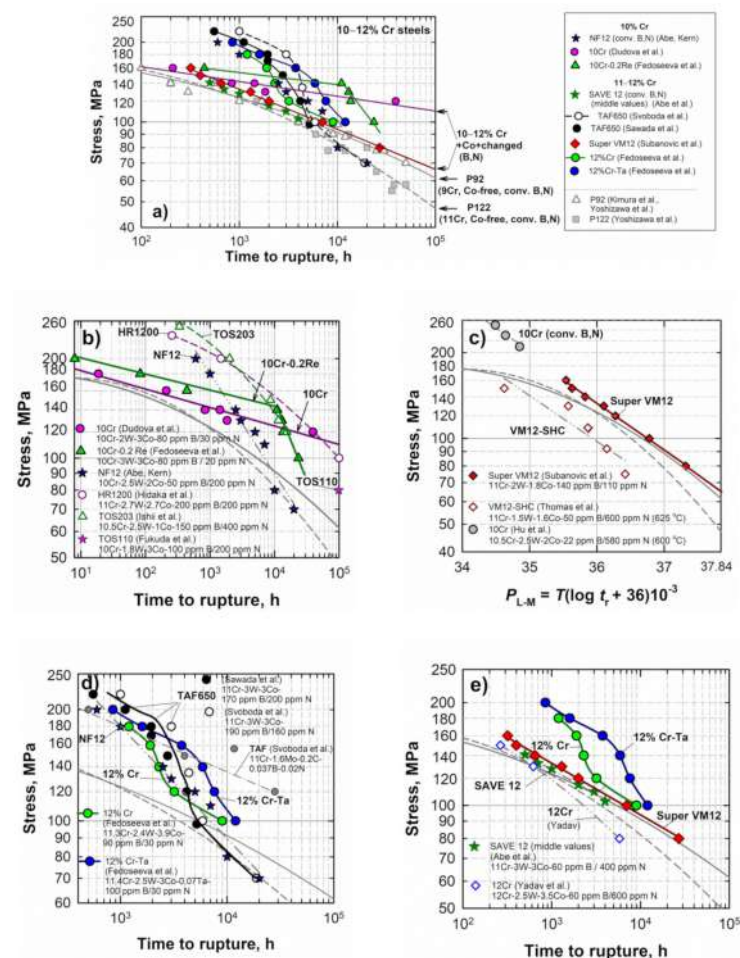 10–12% Cr steels
Stress, MPa
200
180
160
140
120
100
90
80
70
60
50
40
a)
10–12% Cr
+Co+changed
(B,N)
P92
(9Cr, Co-free, conv. B,N)
P122
(11Cr, Co-free, conv. B,N)
10²
10³
10⁴
10⁵
Time to rupture, h
10% Cr
NF12 (conv. B,N) (Abe, Kern)
10Cr (Dudova et al.)
10Cr-0.2Re (Fedoseeva et al.)
11–12% Cr
SAVE 12 (conv. B,N)
(middle values) (Abe et al.)
TAF650 (Svoboda et al.)
TAF650 (Sawada et al.)
Super VM12 (Subanovic et al.)
12%Cr (Fedoseeva et al.)
12%Cr-Ta (Fedoseeva et al.)
P92 (Kimura et al.,
Yoshizawa et al.)
P122 (Yoshizawa et al.)
b)
Stress, MPa
260
200
180
160
140
120
100
90
80
70
60
50
HR1200
TOS203
NF12
10Cr-0.2Re
10Cr
TOS110
10Cr (Dudova et al.)
10Cr-2W-3Co-80 ppm B/30 ppm N
10Cr-0.2 Re (Fedoseeva et al.)
10Cr-3W-3Co-80 ppm B / 20 ppm N
NF12 (Abe, Kern)
10Cr-2.5W-2Co-50 ppm B/200 ppm N
HR1200 (Hidaka et al.)
11Cr-2.7W-2.7Co-200 ppm B/200 ppm N
TOS203 (Ishii et al.)
10.5Cr-2.5W-1Co-150 ppm B/400 ppm N
TOS110 (Fukuda et al.)
10Cr-1.8W-3Co-100 ppm B/200 ppm N
10¹
10²
10³
10⁴
10⁵
Time to rupture, h
c)
Stress, MPa
260
200
180
160
140
120
100
90
80
70
60
50
10Cr (conv. B,N)
Super VM12
VM12-SHC
Super VM12 (Subanovic et al.)
11Cr-2W-1.8Co-140 ppm B/110 ppm N
VM12-SHC (Thomas et al.)
11Cr-1.5W-1.6Co-50 ppm B/600 ppm N (625 °C)
10Cr (Hu et al.)
10.5Cr-2.5W-2Co-22 ppm B/580 ppm N (600 °C)
34
35
36
37
37.84
P L-M = T(log t r + 36)10⁻³
d)
Stress, MPa
250
200
180
160
140
120
100
90
80
70
60
(Sawada et al.)
11Cr-3W-3Co-
170 ppm B/200 ppm N
TAF650
(Svoboda et al.)
11Cr-3W-3Co-
190 ppm B/160 ppm N
NF12
TAF (Svoboda et al.)
11Cr-1.6Mo-0.2C-
0.037B-0.02N
12% Cr
12% Cr-Ta
12% Cr
(Fedoseeva et al.)
11.3Cr-2.4W-3.9Co-
90 ppm B/30 ppm N
12% Cr-Ta
(Fedoseeva et al.)
11.4Cr-2.5W-3Co-0.07Ta-
100 ppm B/30 ppm N
10³
10⁴
10⁵
Time to rupture, h
e)
Stress, MPa
250
200
180
160
140
120
100
90
80
70
60
50
12% Cr
12% Cr-Ta
SAVE 12
12Cr
(Yadav)
Super VM12
SAVE 12 (middle values)
(Abe et al.)
11Cr-3W-3Co-60 ppm B / 400 ppm N
12Cr (Yadav et al.)
12Cr-2.5W-3.5Co-60 ppm B/600 ppm N
10²
10³
10⁴
10⁵
Time to rupture, h